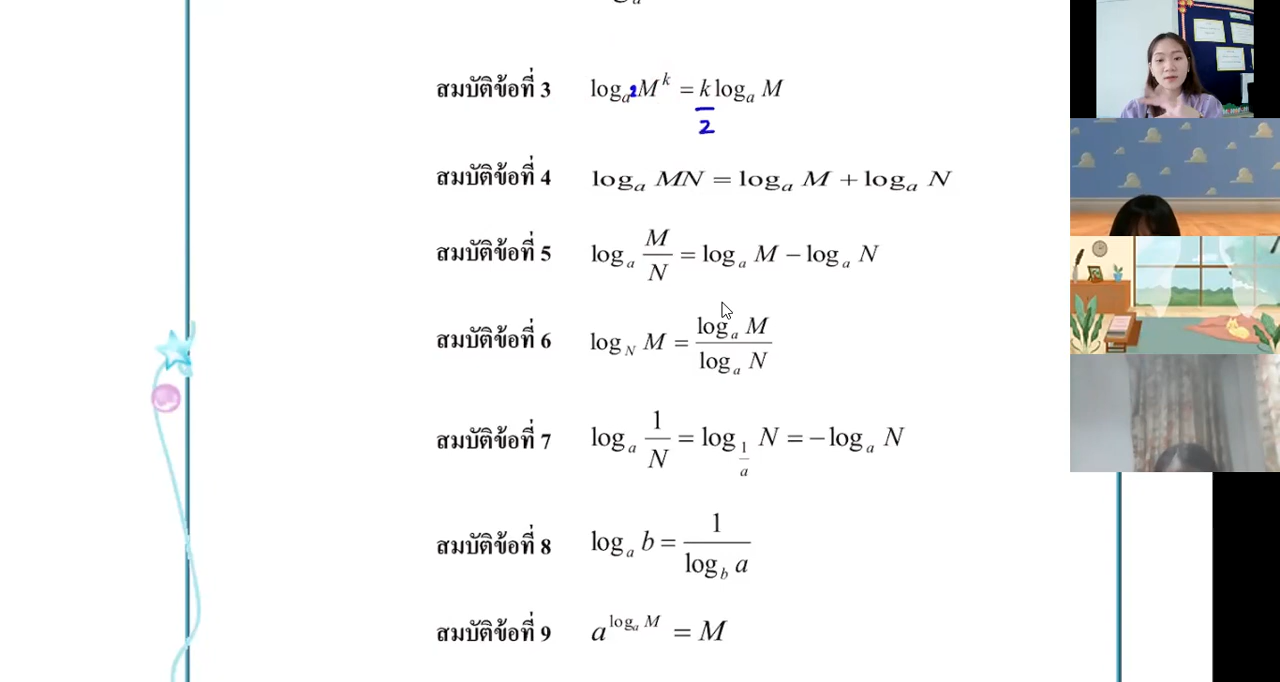 สมบัติข้อที่ 3 log_a2 M^k = k/2 log_a M
สมบัติข้อที่ 4 log_a MN = log_a M + log_a N
สมบัติข้อที่ 5 log_a M/N = log_a M − log_a N
สมบัติข้อที่ 6 log_N M = log_a M / log_a N
สมบัติข้อที่ 7 log_a 1/N = log_1/a N = −log_a N
สมบัติข้อที่ 8 log_a b = 1 / log_b a
สมบัติข้อที่ 9 a^log_a M = M